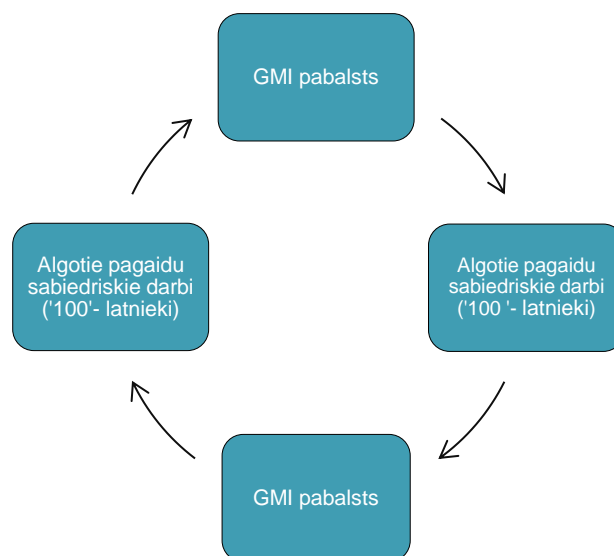 GMI pabalsts
Algotie pagaidu
sabiedriskie darbi
('100'- latnieki)
Algotie pagaidu
sabiedriskie darbi
('100 '- latnieki)
GMI pabalsts